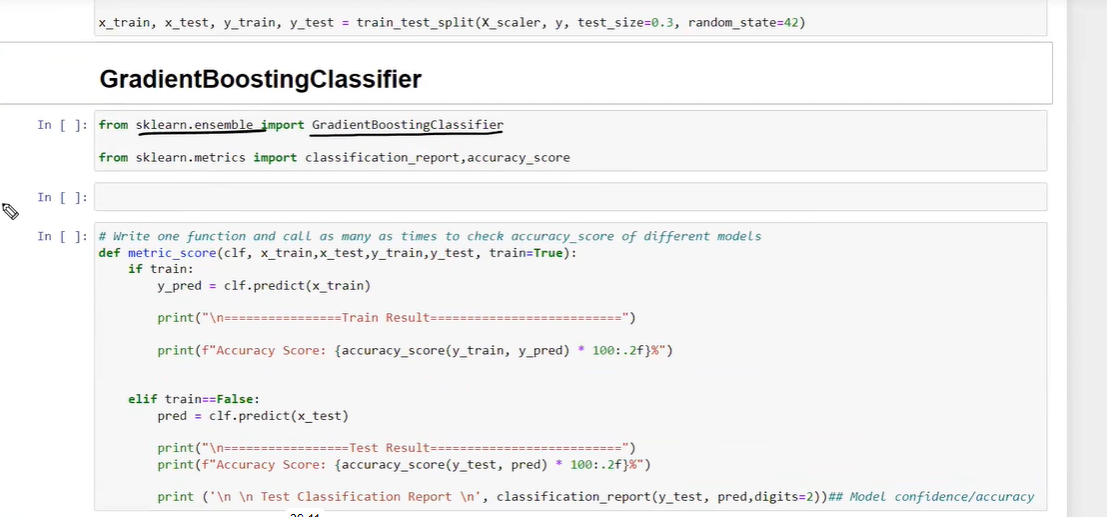 x_train, x_test, y_train, y_test = train_test_split(X_scaler, y, test_size=0.3, random_state=42)
GradientBoostingClassifier
In [ ]: from sklearn.ensemble import GradientBoostingClassifier
from sklearn.metrics import classification_report,accuracy_score
In [ ]:
In [ ]: # Write one function and call as many as times to check accuracy_score of different models
def metric_score(clf, x_train,x_test,y_train,y_test, train=True):
if train:
y_pred = clf.predict(x_train)
print("\n================Train Result==========================")
print(f"Accuracy Score: {accuracy_score(y_train, y_pred) * 100:.2f}%")
elif train==False:
pred = clf.predict(x_test)
print("\n=================Test Result==========================")
print(f"Accuracy Score: {accuracy_score(y_test, pred) * 100:.2f}%")
print ('\n \n Test Classification Report \n', classification_report(y_test, pred,digits=2))## Model confidence/accuracy